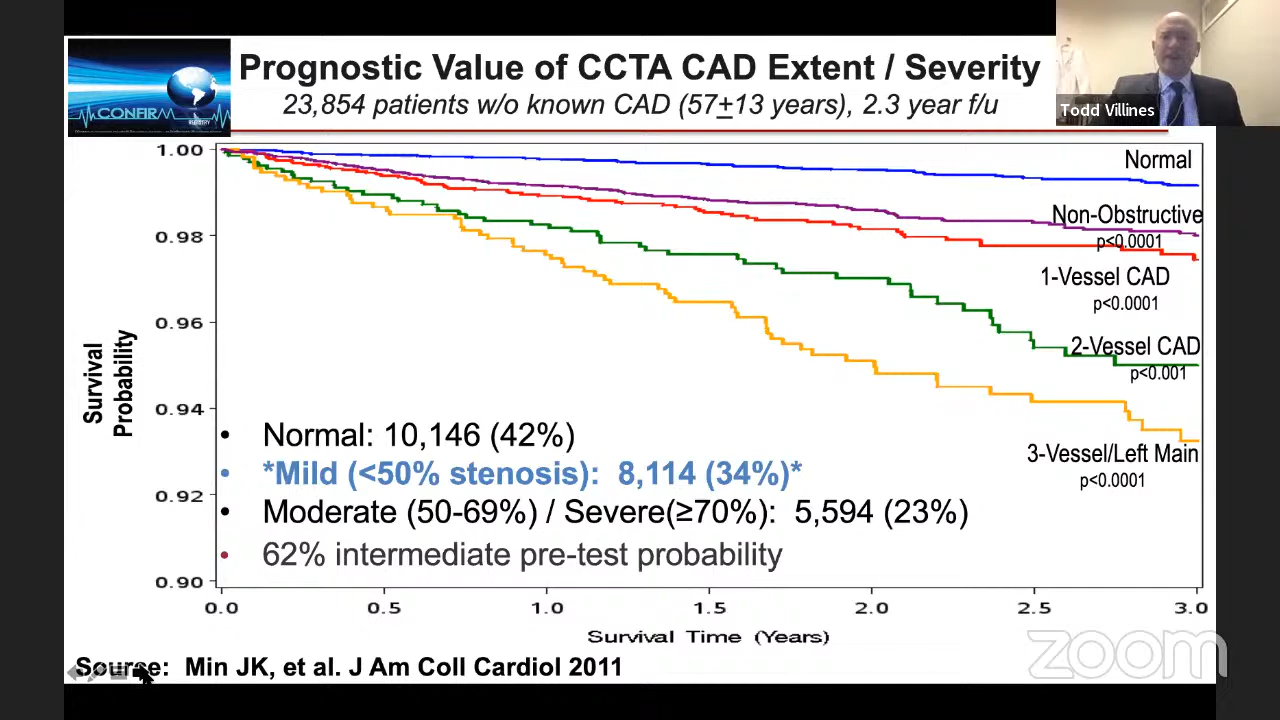 Prognostic Value of CCTA CAD Extent / Severity
23,854 patients w/o known CAD (57+13 years), 2.3 year f/u
CONFIRM
REGISTRY
Todd Villines
1.00
0.98
0.96
0.94
0.92
0.90
Survival
Probability
Normal
Non-Obstructive
p<0.0001
1-Vessel CAD
p<0.0001
2-Vessel CAD
p<0.001
3-Vessel/Left Main
p<0.0001
• Normal: 10,146 (42%)
• *Mild (<50% stenosis): 8,114 (34%)*
• Moderate (50-69%) / Severe(≥70%): 5,594 (23%)
• 62% intermediate pre-test probability
0.0 0.5 1.0 1.5 2.0 2.5 3.0
Survival Time (Years)
zoom
Source: Min JK, et al. J Am Coll Cardiol 2011